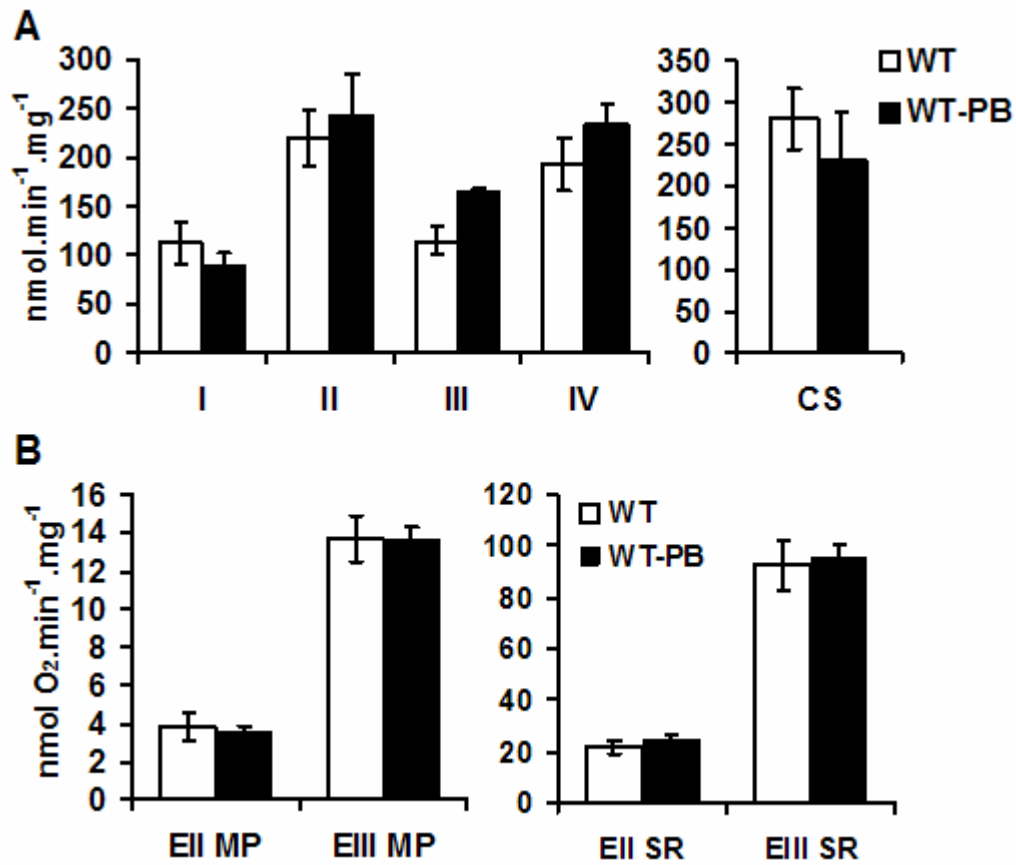 A
nmol.min⁻¹.mg⁻¹
300
250
200
150
100
50
0
I II III IV
350
300
250
200
150
100
50
0
CS
WT
WT-PB
B
nmol O₂.min⁻¹.mg⁻¹
16
14
12
10
8
6
4
2
0
EII MP EIII MP
120
100
80
60
40
20
0
WT
WT-PB
EII SR EIII SR